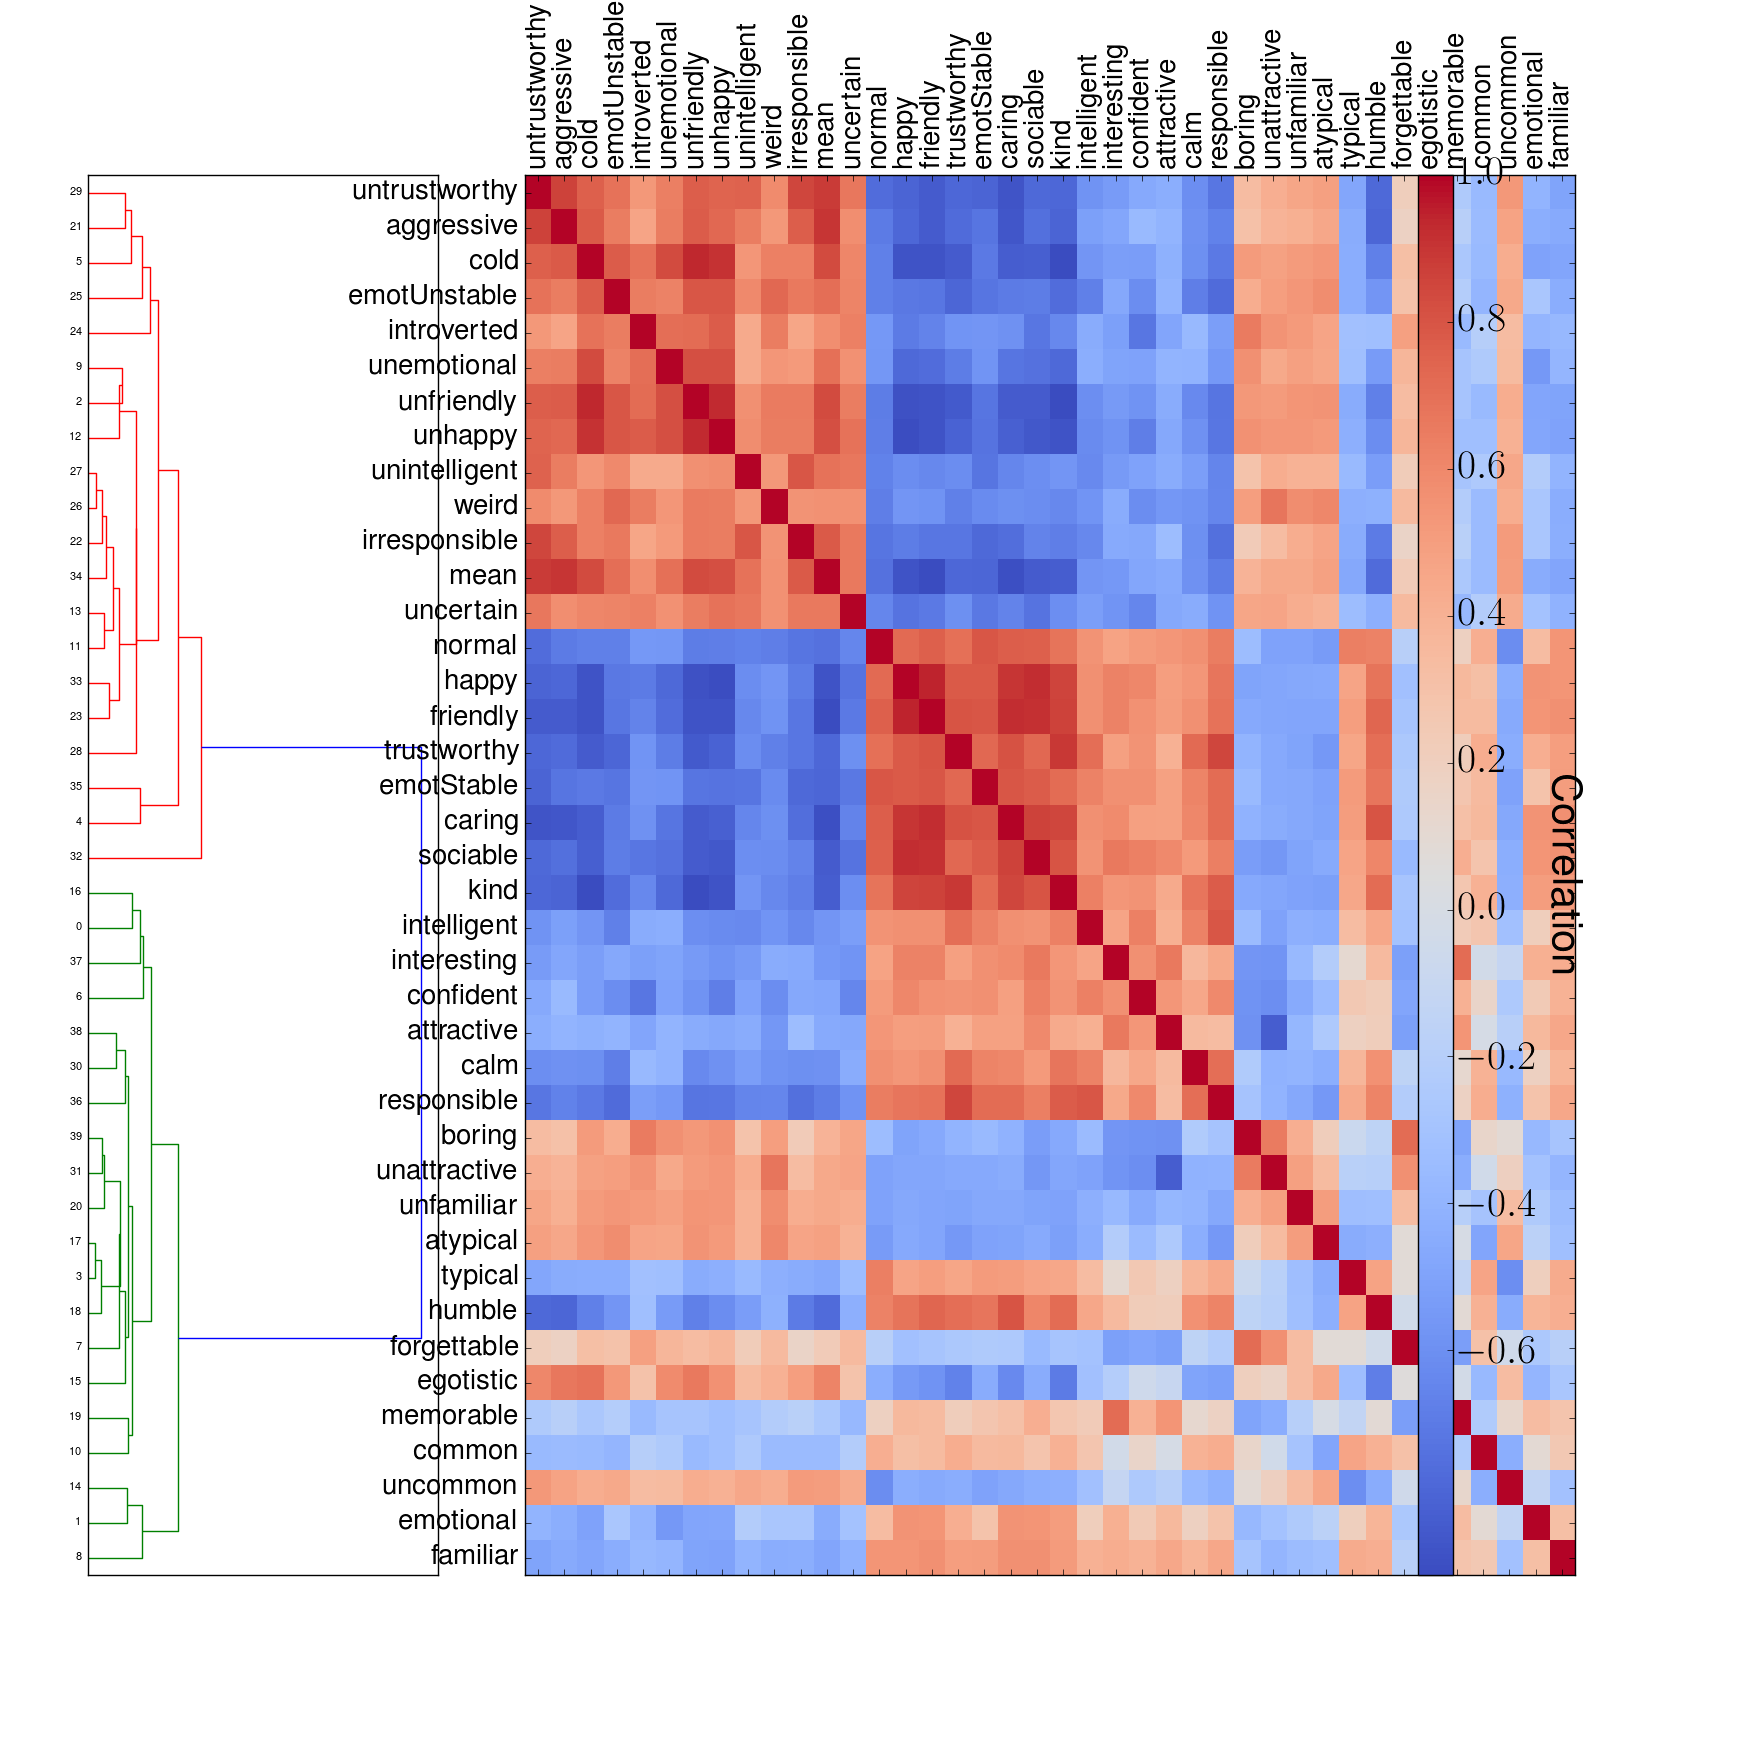 untrustworthy
aggressive
cold
emotUnstable
introverted
unemotional
unfriendly
unhappy
unintelligent
weird
irresponsible
mean
uncertain
normal
happy
friendly
trustworthy
emotStable
caring
sociable
kind
intelligent
interesting
confident
attractive
calm
responsible
boring
unattractive
unfamiliar
atypical
typical
humble
forgettable
egotistic
memorable
common
uncommon
emotional
familiar
29
21
5
25
24
9
2
12
27
26
22
34
13
11
33
23
28
35
4
32
16
0
37
6
38
30
36
39
31
20
17
3
18
7
15
19
10
14
1
8
untrustworthy
aggressive
cold
emotUnstable
introverted
unemotional
unfriendly
unhappy
unintelligent
weird
irresponsible
mean
uncertain
normal
happy
friendly
trustworthy
emotStable
caring
sociable
kind
intelligent
interesting
confident
attractive
calm
responsible
boring
unattractive
unfamiliar
atypical
typical
humble
forgettable
egotistic
memorable
common
uncommon
emotional
familiar
1.0
0.8
0.6
0.4
0.2
0.0
−0.2
−0.4
−0.6
Correlation